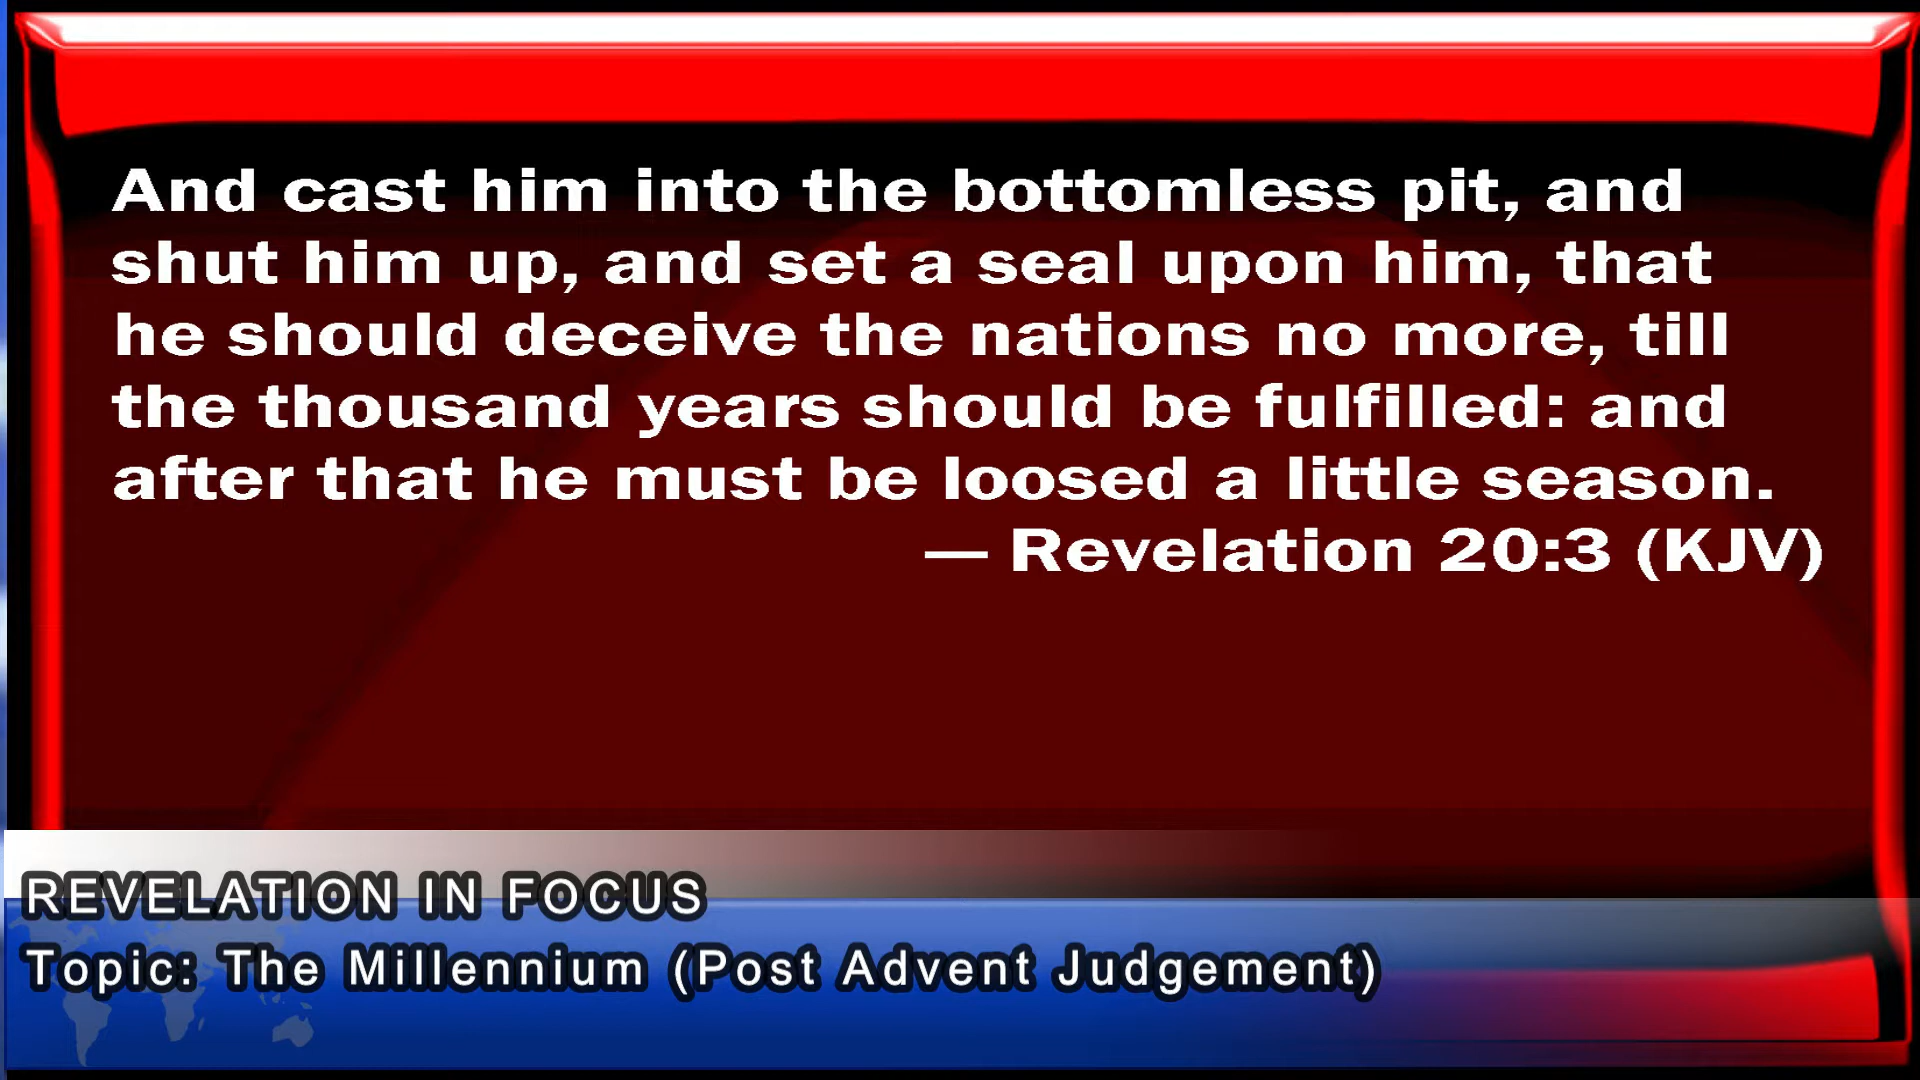 And cast him into the bottomless pit, and
shut him up, and set a seal upon him, that
he should deceive the nations no more, till
the thousand years should be fulfilled: and
after that he must be loosed a little season.
— Revelation 20:3 (KJV)
REVELATION IN FOCUS
Topic: The Millennium (Post Advent Judgement)